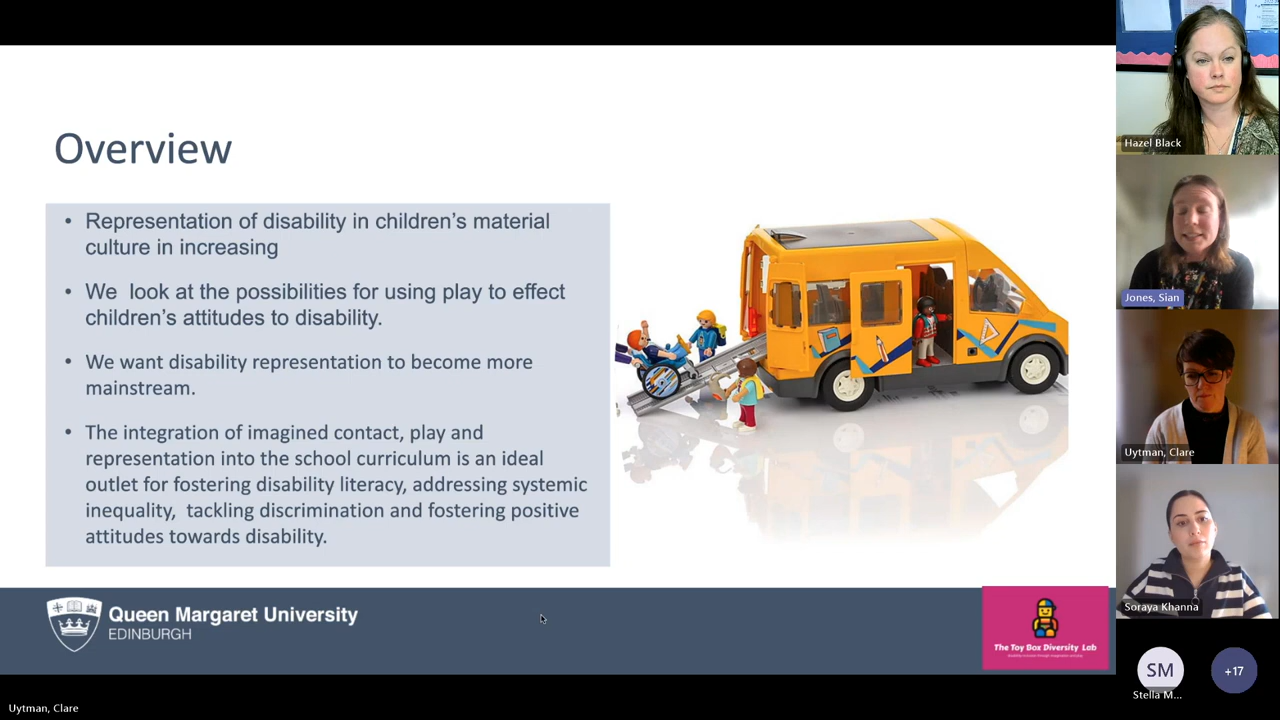 Overview
• Representation of disability in children's material
culture in increasing
• We look at the possibilities for using play to effect
children's attitudes to disability.
• We want disability representation to become more
mainstream.
• The integration of imagined contact, play and
representation into the school curriculum is an ideal
outlet for fostering disability literacy, addressing systemic
inequality, tackling discrimination and fostering positive
attitudes towards disability.
Queen Margaret University
EDINBURGH
The Toy Box Diversity Lab
Uytman, Clare
Hazel Black
Jones, Sian
Uytman, Clare
Soraya Khanna
SM
Stella M...
+17